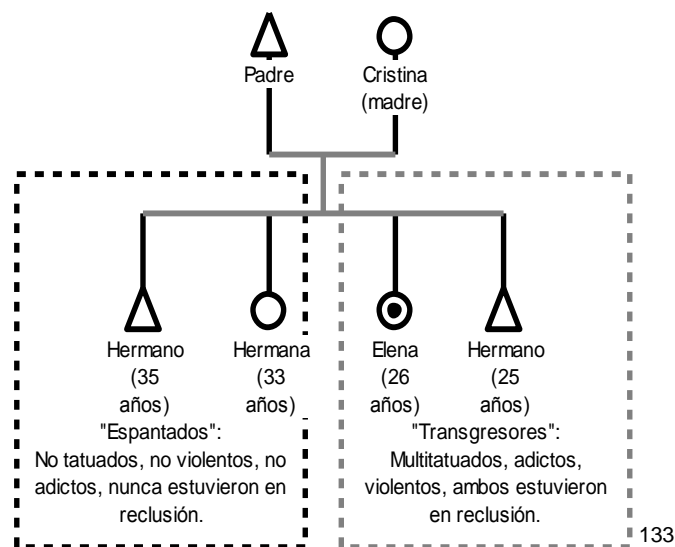 Padre
Cristina
(madre)
Hermano
(35
años)
Hermana
(33
años)
Elena
(26
años)
Hermano
(25
años)
"Espantados":
No tatuados, no violentos, no
adictos, nunca estuvieron en
reclusión.
"Transgresores":
Multitatuados, adictos,
violentos, ambos estuvieron
en reclusión.
133